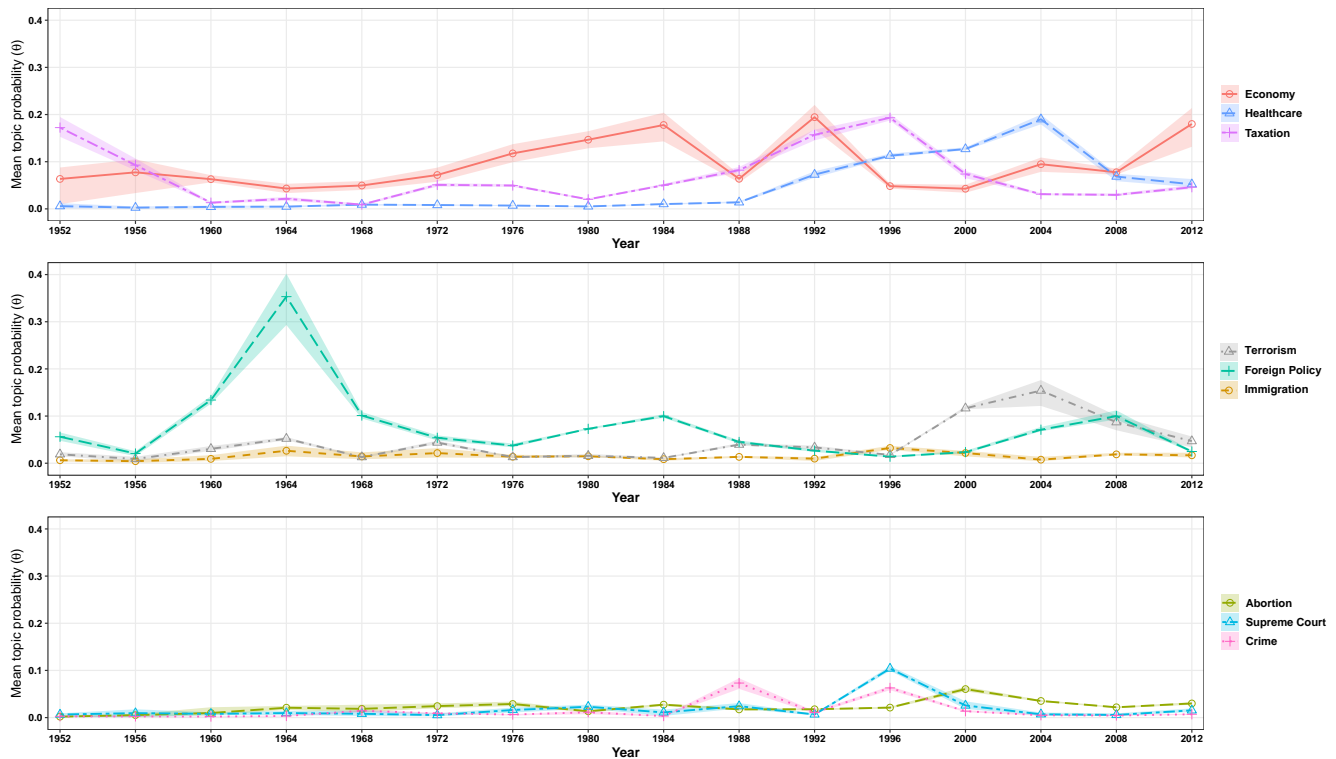 Mean topic probability (θ)
0.4
0.3
0.2
0.1
0.0
1952 1956 1960 1964 1968 1972 1976 1980 1984 1988 1992 1996 2000 2004 2008 2012
Year
Economy
Healthcare
Taxation
Mean topic probability (θ)
0.4
0.3
0.2
0.1
0.0
1952 1956 1960 1964 1968 1972 1976 1980 1984 1988 1992 1996 2000 2004 2008 2012
Year
Terrorism
Foreign Policy
Immigration
Mean topic probability (θ)
0.4
0.3
0.2
0.1
0.0
1952 1956 1960 1964 1968 1972 1976 1980 1984 1988 1992 1996 2000 2004 2008 2012
Year
Abortion
Supreme Court
Crime